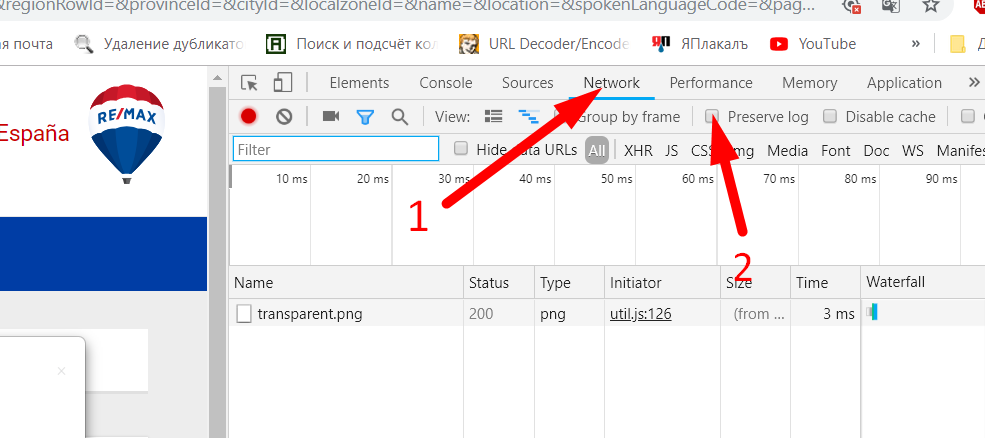 &regionRowId=&provinceId=&cityId=&localzoneId=&name=&location=&spokenLanguageCode=&pag...
ая почта Удаление дубликато Поиск и подсчёт кол URL Decoder/Encode ЯП ЯПлакалъ YouTube »
RE/MAX
España
Elements Console Sources Network Performance Memory Application »
View: Group by frame Preserve log Disable cache
Filter Hide data URLs All XHR JS CSS Img Media Font Doc WS Manifes
10 ms 20 ms 30 ms 40 ms 50 ms 60 ms 70 ms 80 ms 90 ms
1
2
Name Status Type Initiator Size Time Waterfall
transparent.png 200 png util.js:126 (from ... 3 ms
×